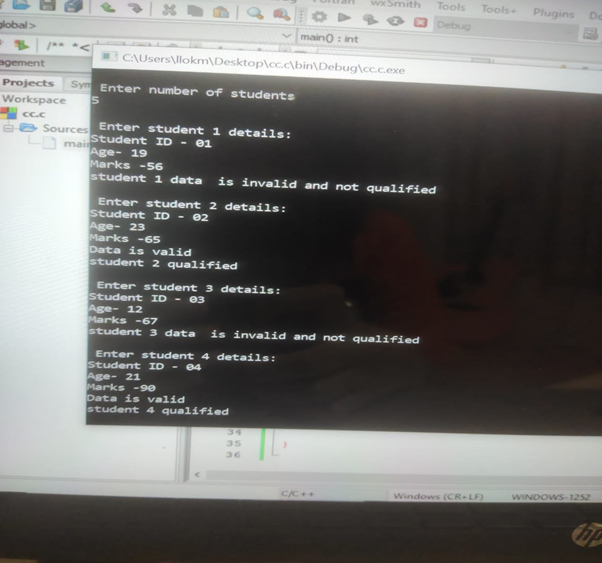 wxSmith Tools Tools+ Plugins
Debug
global>
main() : int
/** *<
agement
C:\Users\llokm\Desktop\cc.c\bin\Debug\cc.c.exe
Projects Sym
Workspace
cc.c
Sources
main
Enter number of students
5
Enter student 1 details:
Student ID - 01
Age- 19
Marks -56
student 1 data  is invalid and not qualified
Enter student 2 details:
Student ID - 02
Age- 23
Marks -65
Data is valid
student 2 qualified
Enter student 3 details:
Student ID - 03
Age- 12
Marks -67
student 3 data  is invalid and not qualified
Enter student 4 details:
Student ID - 04
Age- 21
Marks -90
Data is valid
student 4 qualified
34
35 }
36
C/C++ Windows (CR+LF) WINDOWS-1252
hp